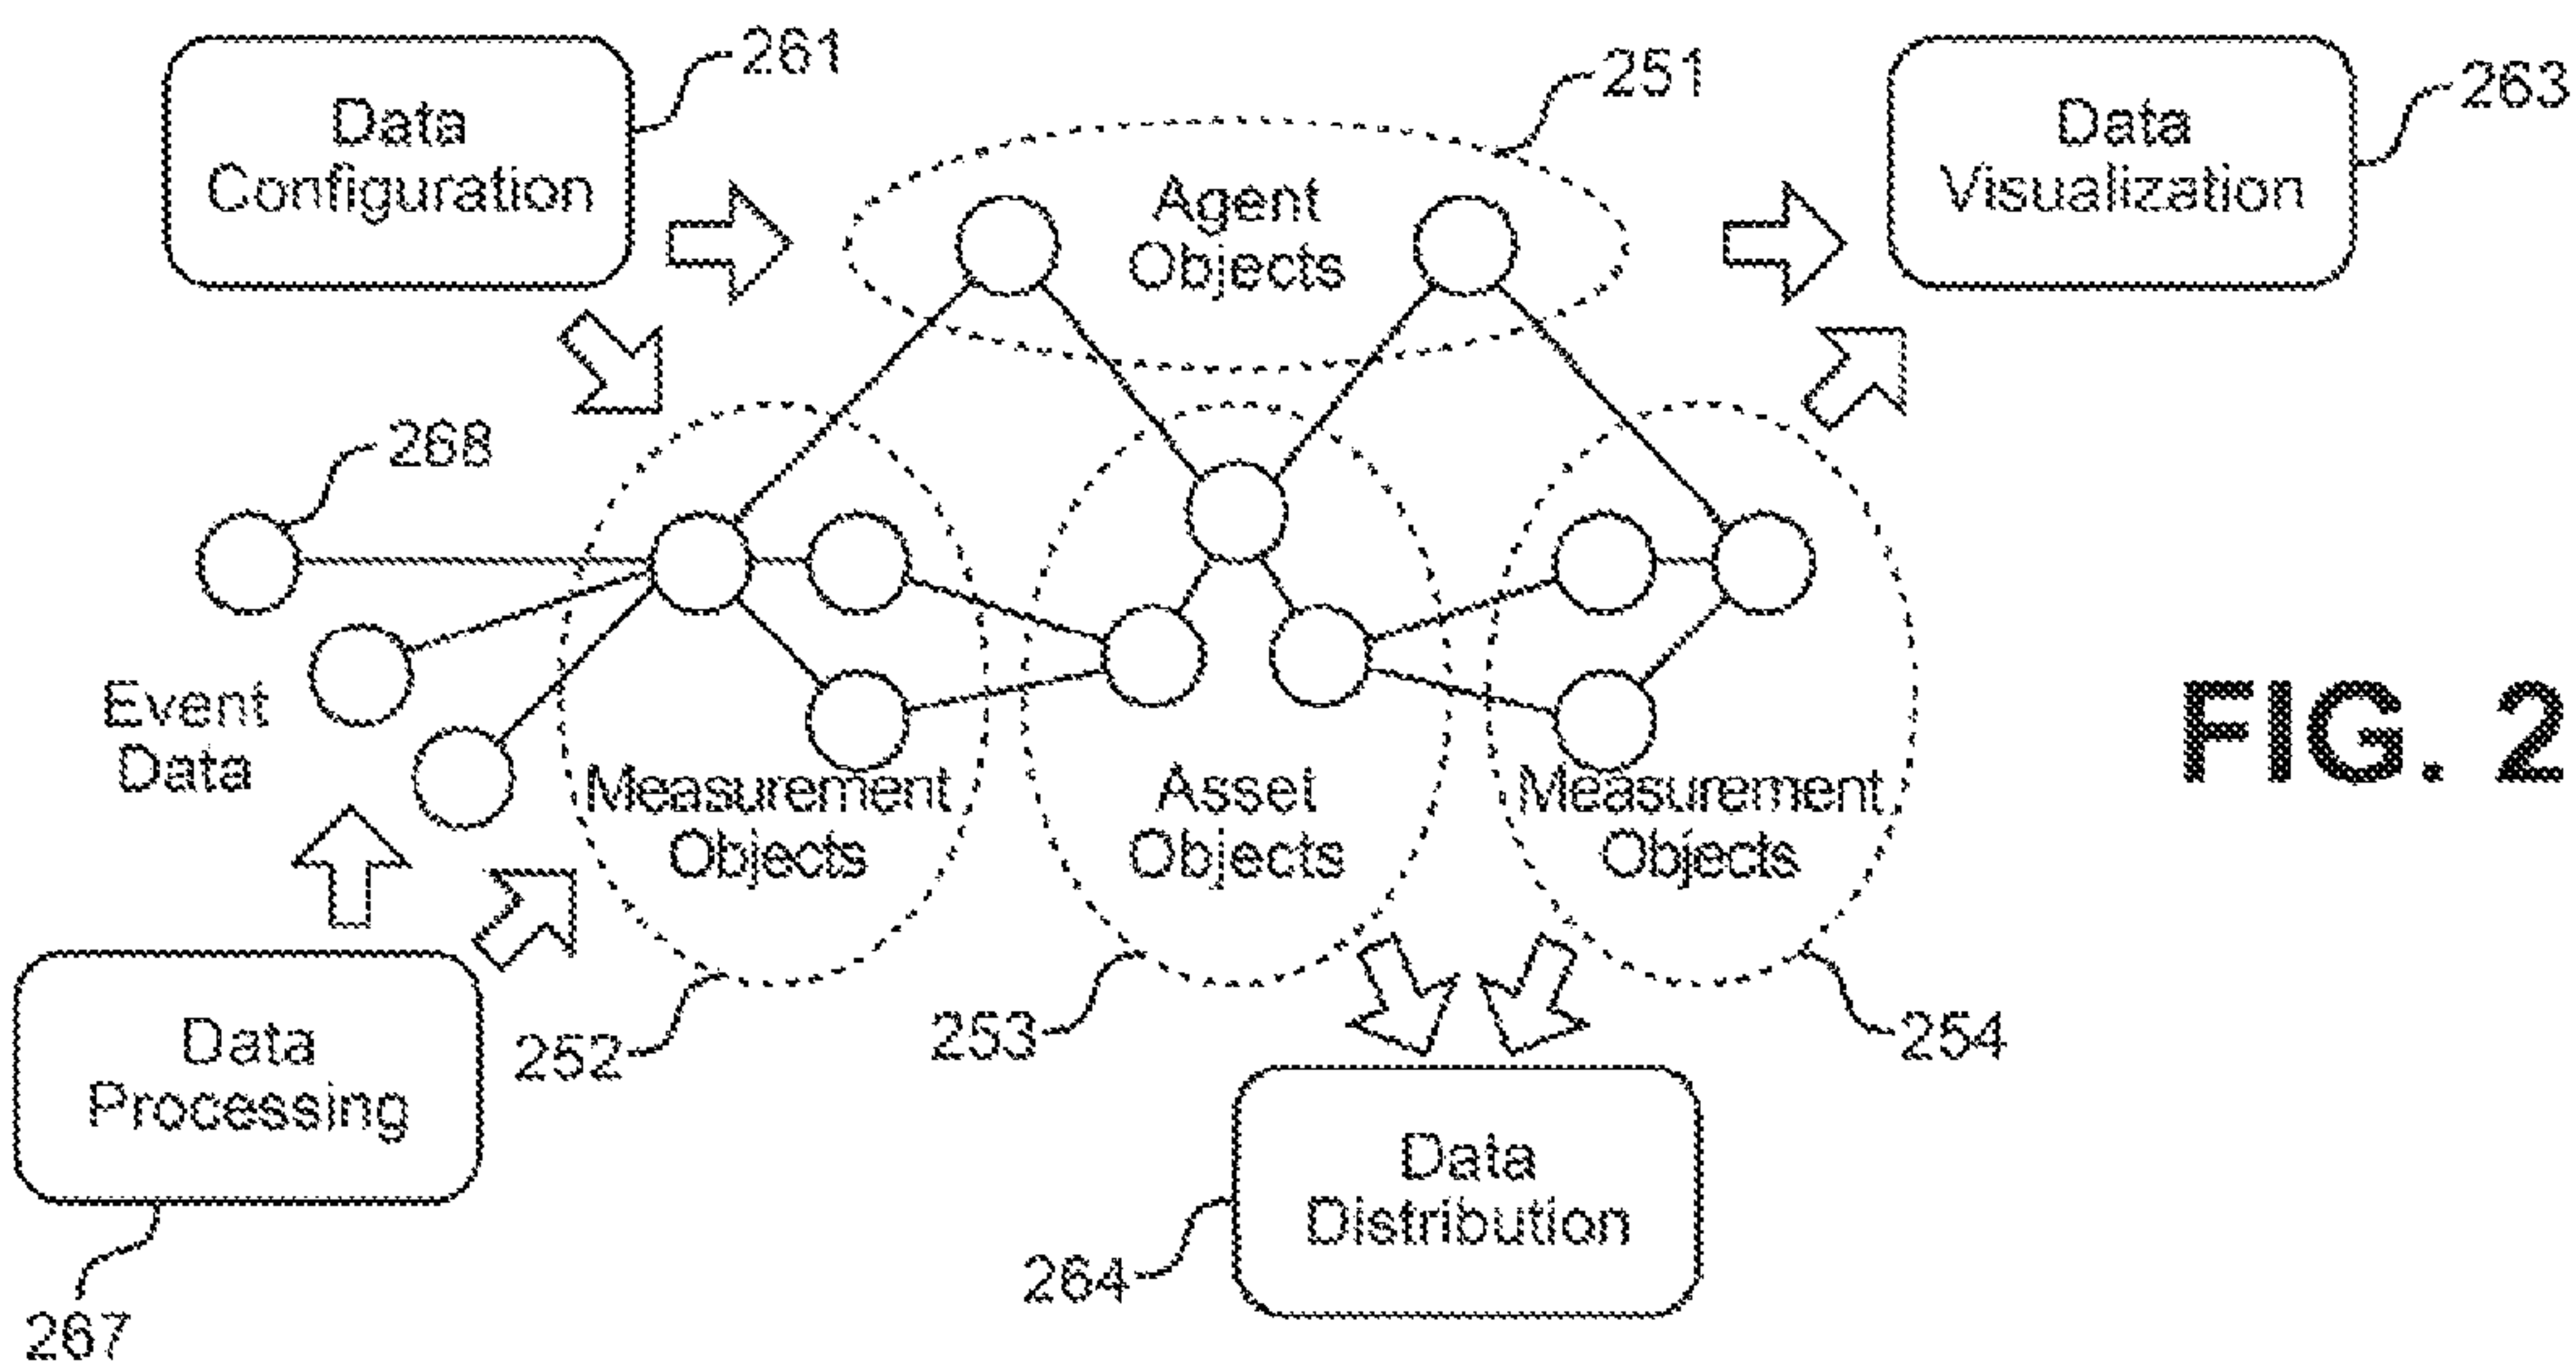 261
251
263
Data
Configuration
Agent
Objects
Data
Visualization
268
Event
Data
Measurement
Objects
Asset
Objects
Measurement
Objects
FIG. 2
Data
Processing
252
253
254
Data
Distribution
264
267